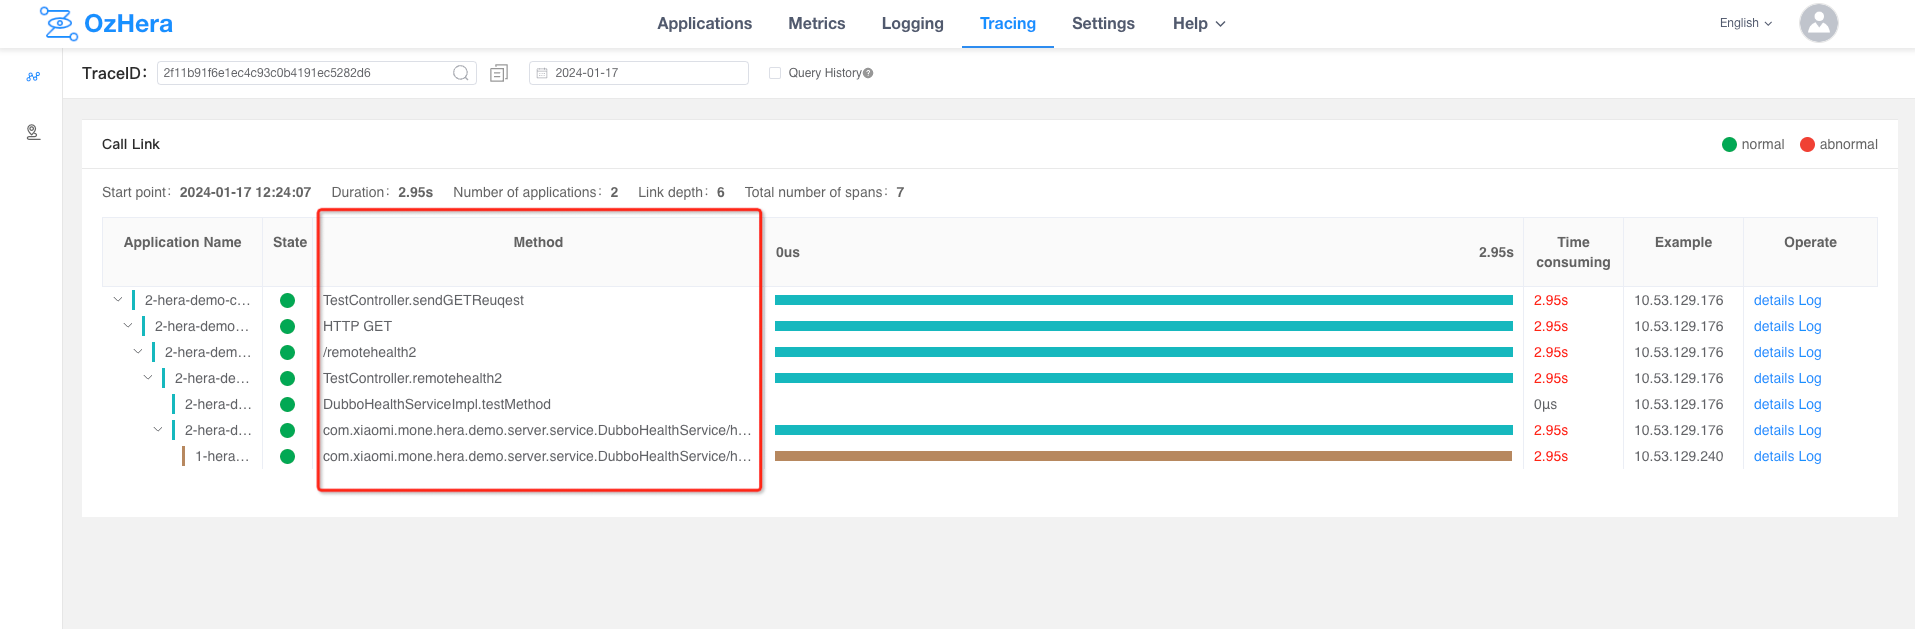 OzHera
Applications Metrics Logging Tracing Settings Help
English
TraceID： 2f11b91f6e1ec4c93c0b4191ec5282d6 2024-01-17 Query History
Call Link
normal abnormal
Start point： 2024-01-17 12:24:07 Duration： 2.95s Number of applications： 2 Link depth： 6 Total number of spans： 7
Application Name State Method 0us 2.95s Time consuming Example Operate
2-hera-demo-c... TestController.sendGETReuqest 2.95s 10.53.129.176 details Log
2-hera-demo... HTTP GET 2.95s 10.53.129.176 details Log
2-hera-dem... /remotehealth2 2.95s 10.53.129.176 details Log
2-hera-de... TestController.remotehealth2 2.95s 10.53.129.176 details Log
2-hera-d... DubboHealthServiceImpl.testMethod 0μs 10.53.129.176 details Log
2-hera-d... com.xiaomi.mone.hera.demo.server.service.DubboHealthService/h... 2.95s 10.53.129.176 details Log
1-hera... com.xiaomi.mone.hera.demo.server.service.DubboHealthService/h... 2.95s 10.53.129.240 details Log